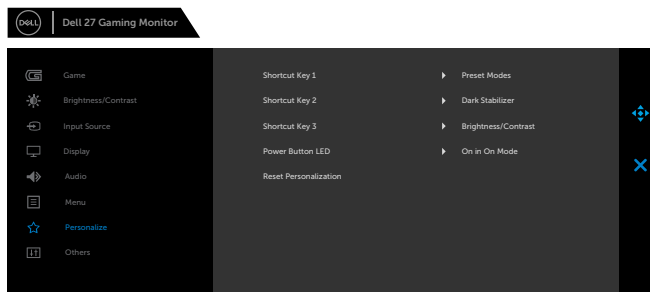 DELL
Dell 27 Gaming Monitor
Game
Shortcut Key 1
Preset Modes
Brightness/Contrast
Shortcut Key 2
Dark Stabilizer
Input Source
Shortcut Key 3
Brightness/Contrast
Display
Power Button LED
On in On Mode
Audio
Reset Personalization
Menu
Personalize
Others